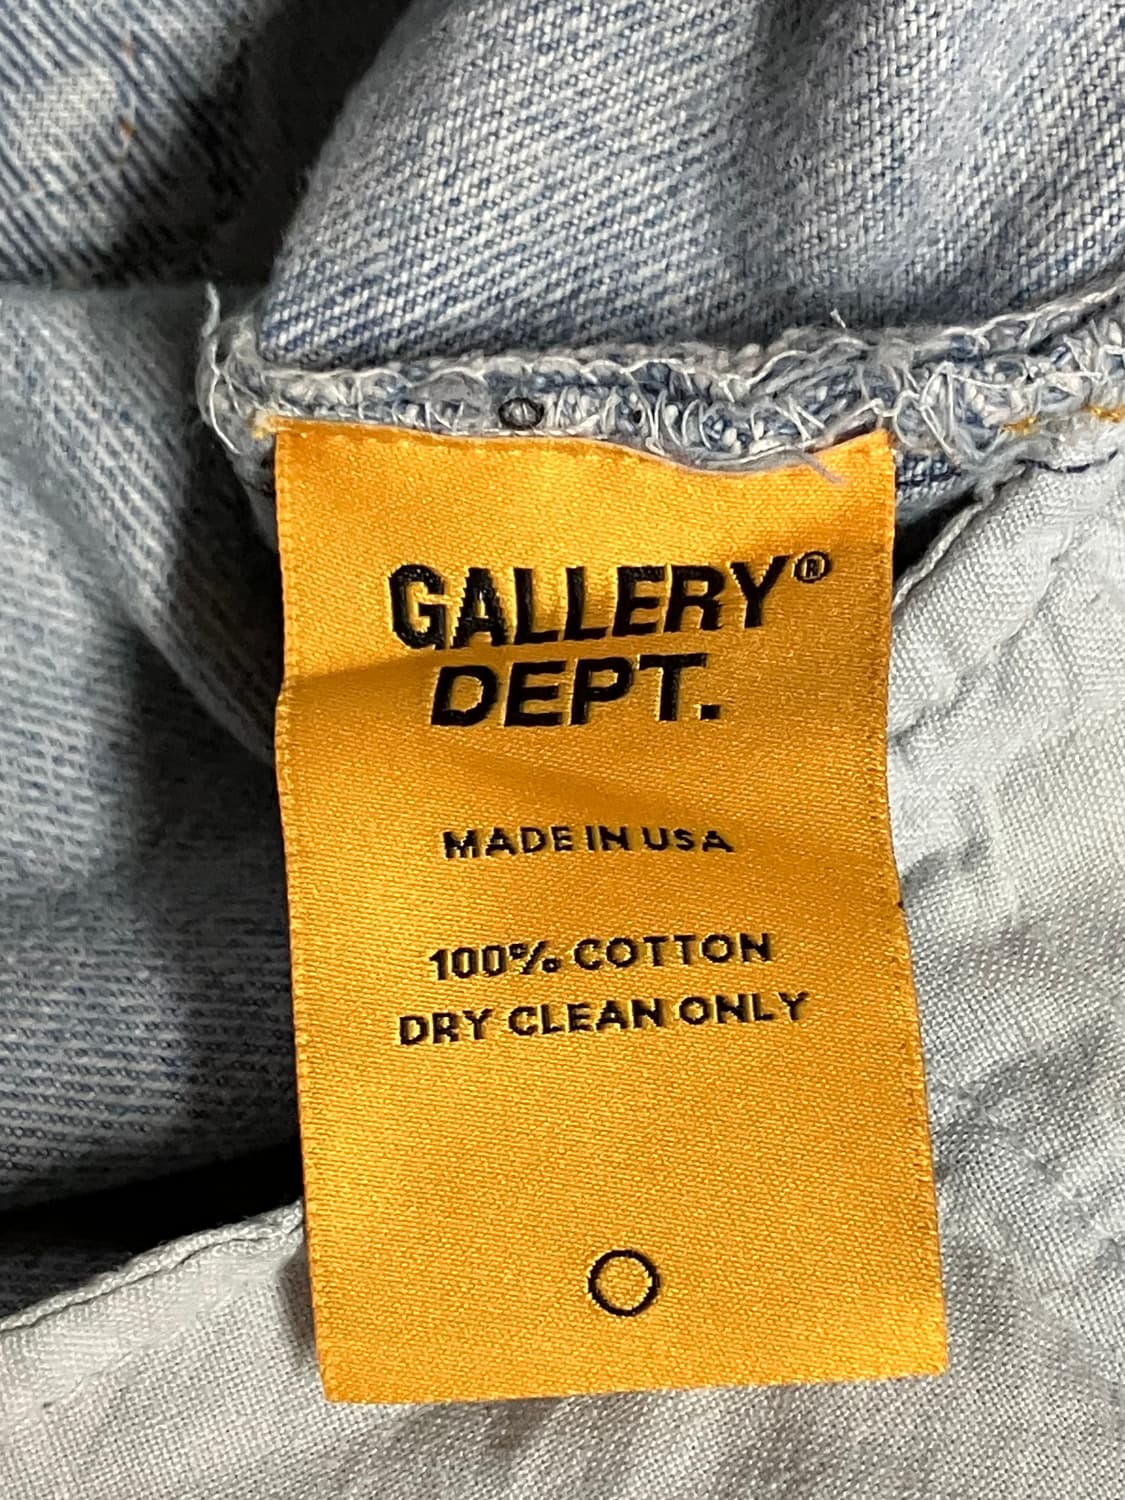 GALLERY®
DEPT.
MADE IN USA
100% COTTON
DRY CLEAN ONLY